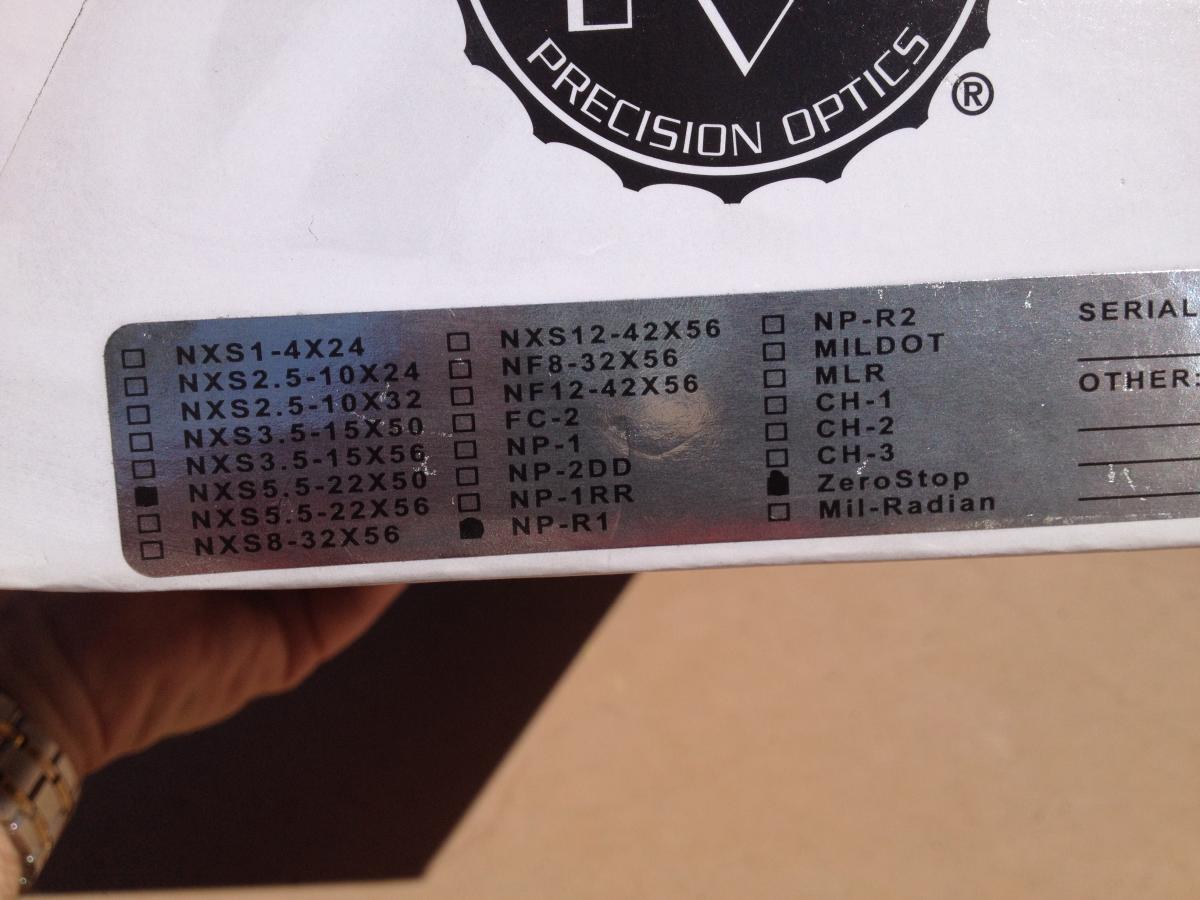 PRECISION OPTICS
®
NXS1-4X24
NXS2.5-10X24
NXS2.5-10X32
NXS3.5-15X50
NXS3.5-15X56
NXS5.5-22X50
NXS5.5-22X56
NXS8-32X56
NXS12-42X56
NF8-32X56
NF12-42X56
FC-2
NP-1
NP-2DD
NP-1RR
NP-R1
NP-R2
MILDOT
MLR
CH-1
CH-2
CH-3
ZeroStop
Mil-Radian
SERIAL
OTHER: